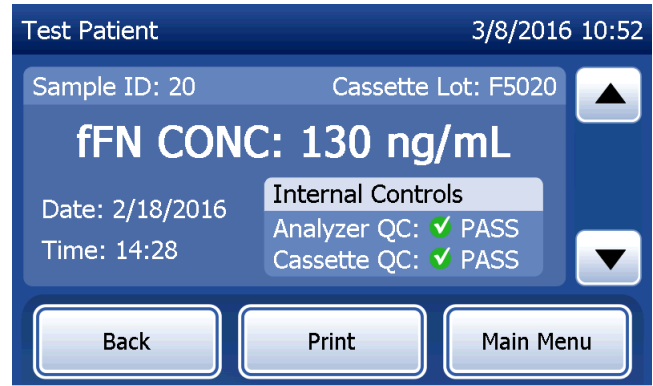 Test Patient 3/8/2016 10:52
Sample ID: 20 Cassette Lot: F5020
fFN CONC: 130 ng/mL
Date: 2/18/2016
Time: 14:28
Internal Controls
Analyzer QC: PASS
Cassette QC: PASS
Back Print Main Menu